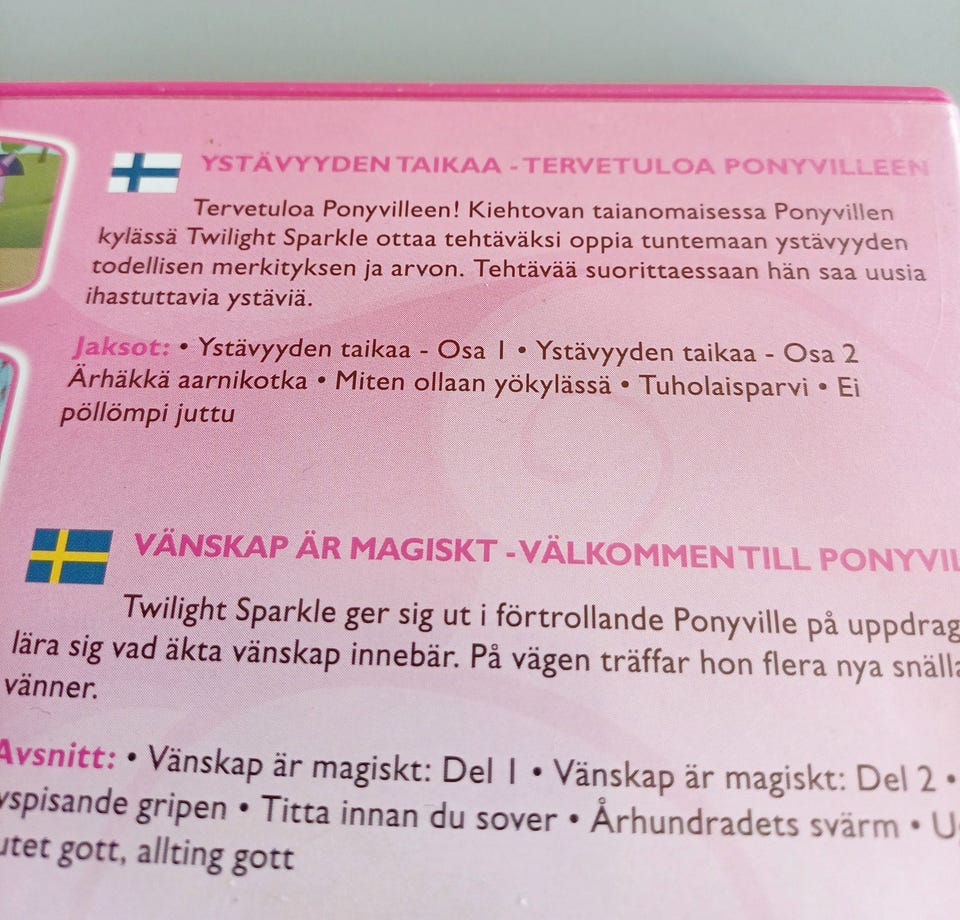 YSTÄVYYDEN TAIKAA - TERVETULOA PONYVILLEEN
Tervetuloa Ponyvilleen! Kiehtovan taianomaisessa Ponyvillen
kylässä Twilight Sparkle ottaa tehtäväksi oppia tuntemaan ystävyyden
todellisen merkityksen ja arvon. Tehtävää suorittaessaan hän saa uusia
ihastuttavia ystäviä.
Jaksot: • Ystävyyden taikaa - Osa 1 • Ystävyyden taikaa - Osa 2
Ärhäkkä aarnikotka • Miten ollaan yökylässä • Tuholaisparvi • Ei
pöllömpi juttu
VÄNSKAP ÄR MAGISKT - VÄLKOMMEN TILL
Twilight Sparkle ger sig ut i förtrollande Ponyville på uppdrag
lära sig vad äkta vänskap innebär. På vägen träffar hon flera nya
vänner.
Avsnitt: • Vänskap är magiskt: Del 1 • Vänskap är magiskt: Del 2 •
gripen • Titta innan du sover • Århundradets svärm •
gott, allting gott